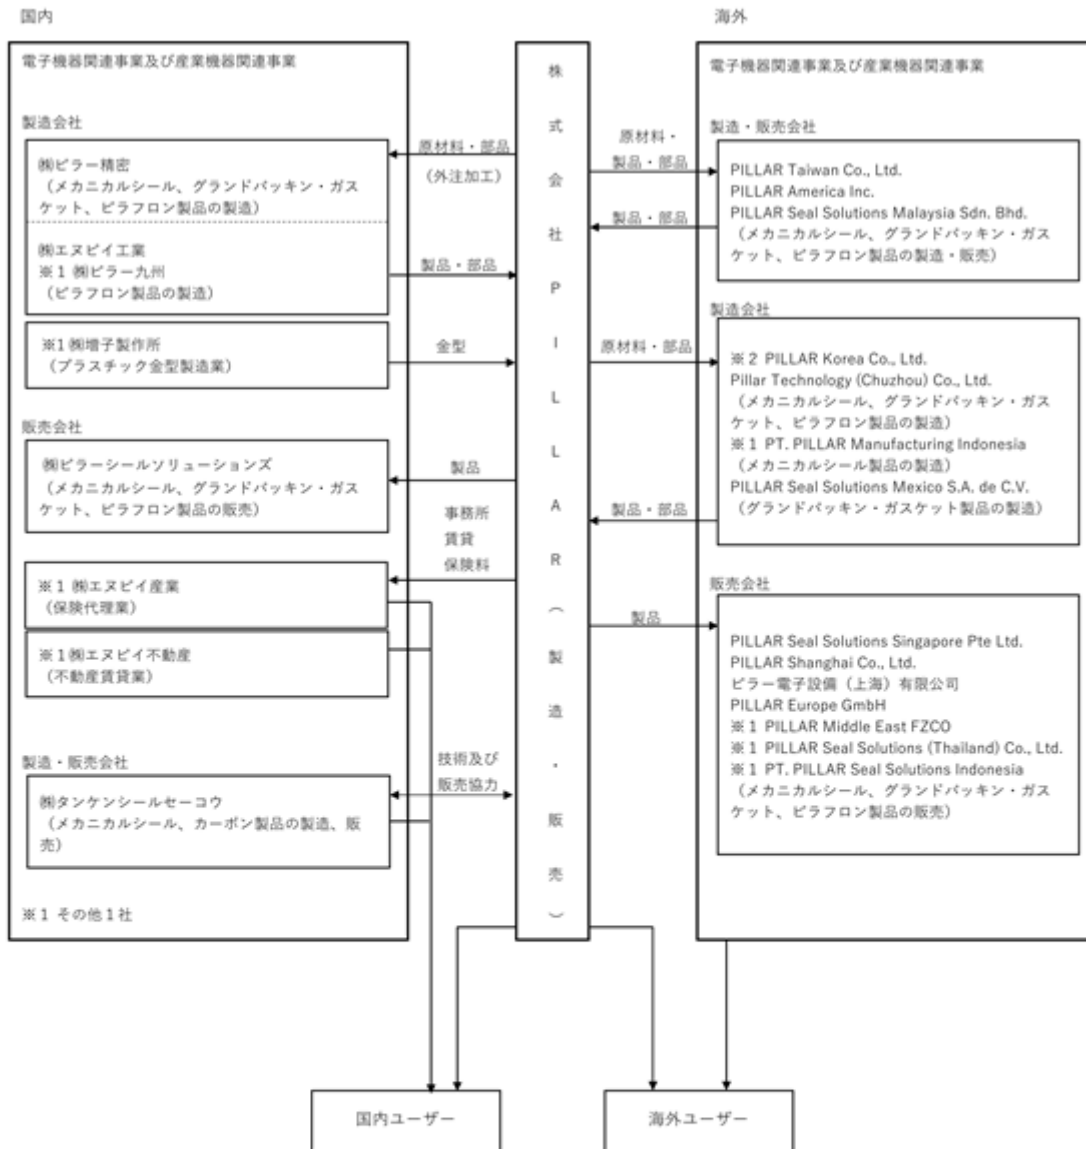 国内
電子機器関連事業及び産業機器関連事業
製造会社
㈱ピラー精密
（メカニカルシール、グランドパッキン・ガス
ケット、ピラフロン製品の製造）
㈱エヌピイ工業
※1 ㈱ピラー九州
（ピラフロン製品の製造）
※1 ㈱増子製作所
（プラスチック金型製造業）
販売会社
㈱ピラーシールソリューションズ
（メカニカルシール、グランドパッキン・ガス
ケット、ピラフロン製品の販売）
※1 ㈱エヌピイ産業
（保険代理業）
※1㈱エヌピイ不動産
（不動産賃貸業）
製造・販売会社
㈱タンケンシールセーコウ
（メカニカルシール、カーボン製品の製造、販
売）
※1 その他1社
原材料・部品
（外注加工）
製品・部品
金型
製品
事務所
賃貸
保険料
技術及び
販売協力
株式会社PILLAR（製造・販売）
原材料・
製品・部品
製品・部品
原材料・部品
製品・部品
製品
海外
電子機器関連事業及び産業機器関連事業
製造・販売会社
PILLAR Taiwan Co., Ltd.
PILLAR America Inc.
PILLAR Seal Solutions Malaysia Sdn. Bhd.
（メカニカルシール、グランドパッキン・ガス
ケット、ピラフロン製品の製造・販売）
製造会社
※2 PILLAR Korea Co., Ltd.
Pillar Technology (Chuzhou) Co., Ltd.
（メカニカルシール、グランドパッキン・ガス
ケット、ピラフロン製品の製造）
※1 PT. PILLAR Manufacturing Indonesia
（メカニカルシール製品の製造）
PILLAR Seal Solutions Mexico S.A. de C.V.
（グランドパッキン・ガスケット製品の製造）
販売会社
PILLAR Seal Solutions Singapore Pte Ltd.
PILLAR Shanghai Co., Ltd.
ピラー電子設備（上海）有限公司
PILLAR Europe GmbH
※1 PILLAR Middle East FZCO
※1 PILLAR Seal Solutions (Thailand) Co., Ltd.
※1 PT. PILLAR Seal Solutions Indonesia
（メカニカルシール、グランドパッキン・ガス
ケット、ピラフロン製品の販売）
国内ユーザー
海外ユーザー